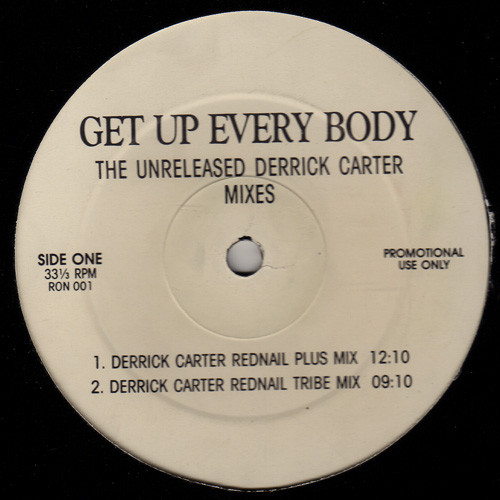 GET UP EVERY BODY
THE UNRELEASED DERRICK CARTER
MIXES
SIDE ONE
33⅓ RPM
RON 001
PROMOTIONAL
USE ONLY
1. DERRICK CARTER REDNAIL PLUS MIX 12:10
2. DERRICK CARTER REDNAIL TRIBE MIX 09:10